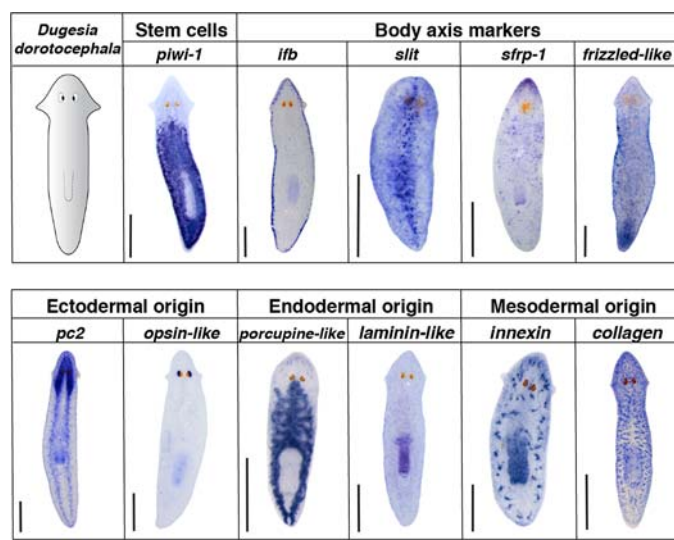 Dugesia dorotocephala
Stem cells
Body axis markers
piwi-1
ifb
slit
sfrp-1
frizzled-like
Ectodermal origin
Endodermal origin
Mesodermal origin
pc2
opsin-like
porcupine-like
laminin-like
innexin
collagen